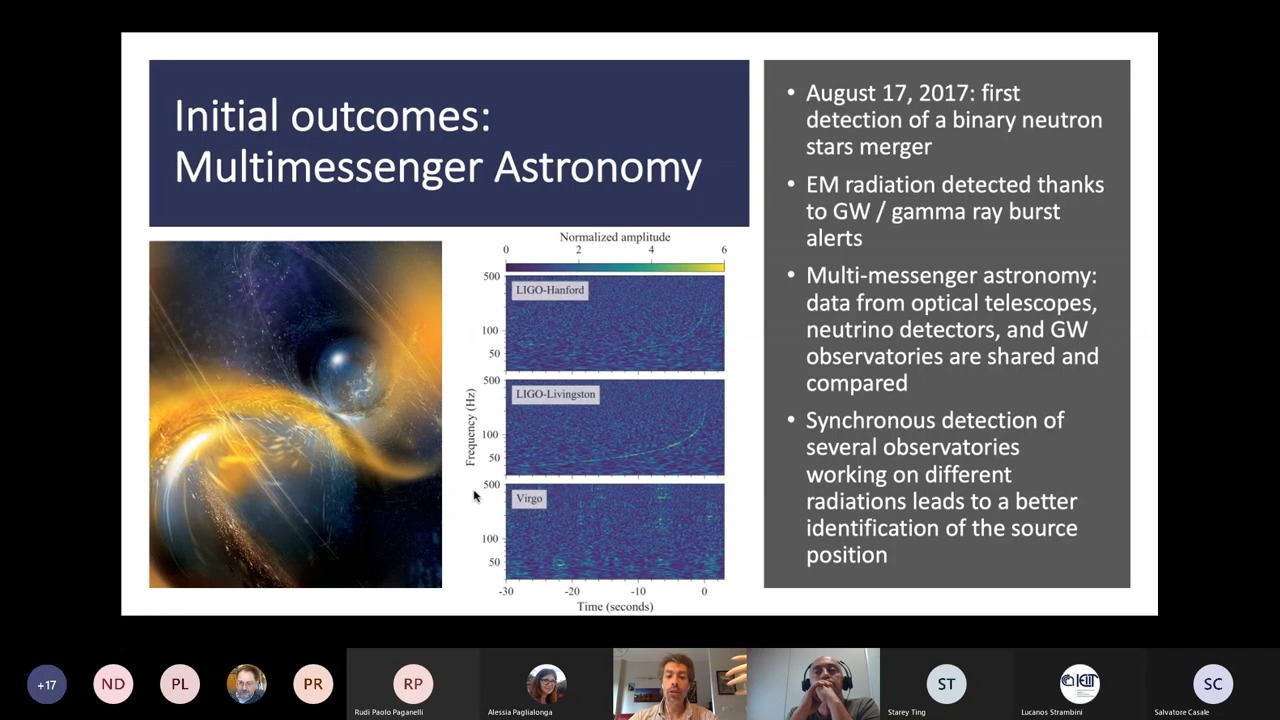 Initial outcomes:
Multimessenger Astronomy
Normalized amplitude
0 2 4 6
500
LIGO-Hanford
100
50
500
LIGO-Livingston
100
50
Frequency (Hz)
500
Virgo
100
50
-30 -20 -10 0
Time (seconds)
• August 17, 2017: first
detection of a binary neutron
stars merger
• EM radiation detected thanks
to GW / gamma ray burst
alerts
• Multi-messenger astronomy:
data from optical telescopes,
neutrino detectors, and GW
observatories are shared and
compared
• Synchronous detection of
several observatories
working on different
radiations leads to a better
identification of the source
position
+17 ND PL PR RP ST IEIIT SC
Rudi Paolo Paganelli Alessia Paglialonga Starey Ting Lucanos Strambini Salvatore Casale